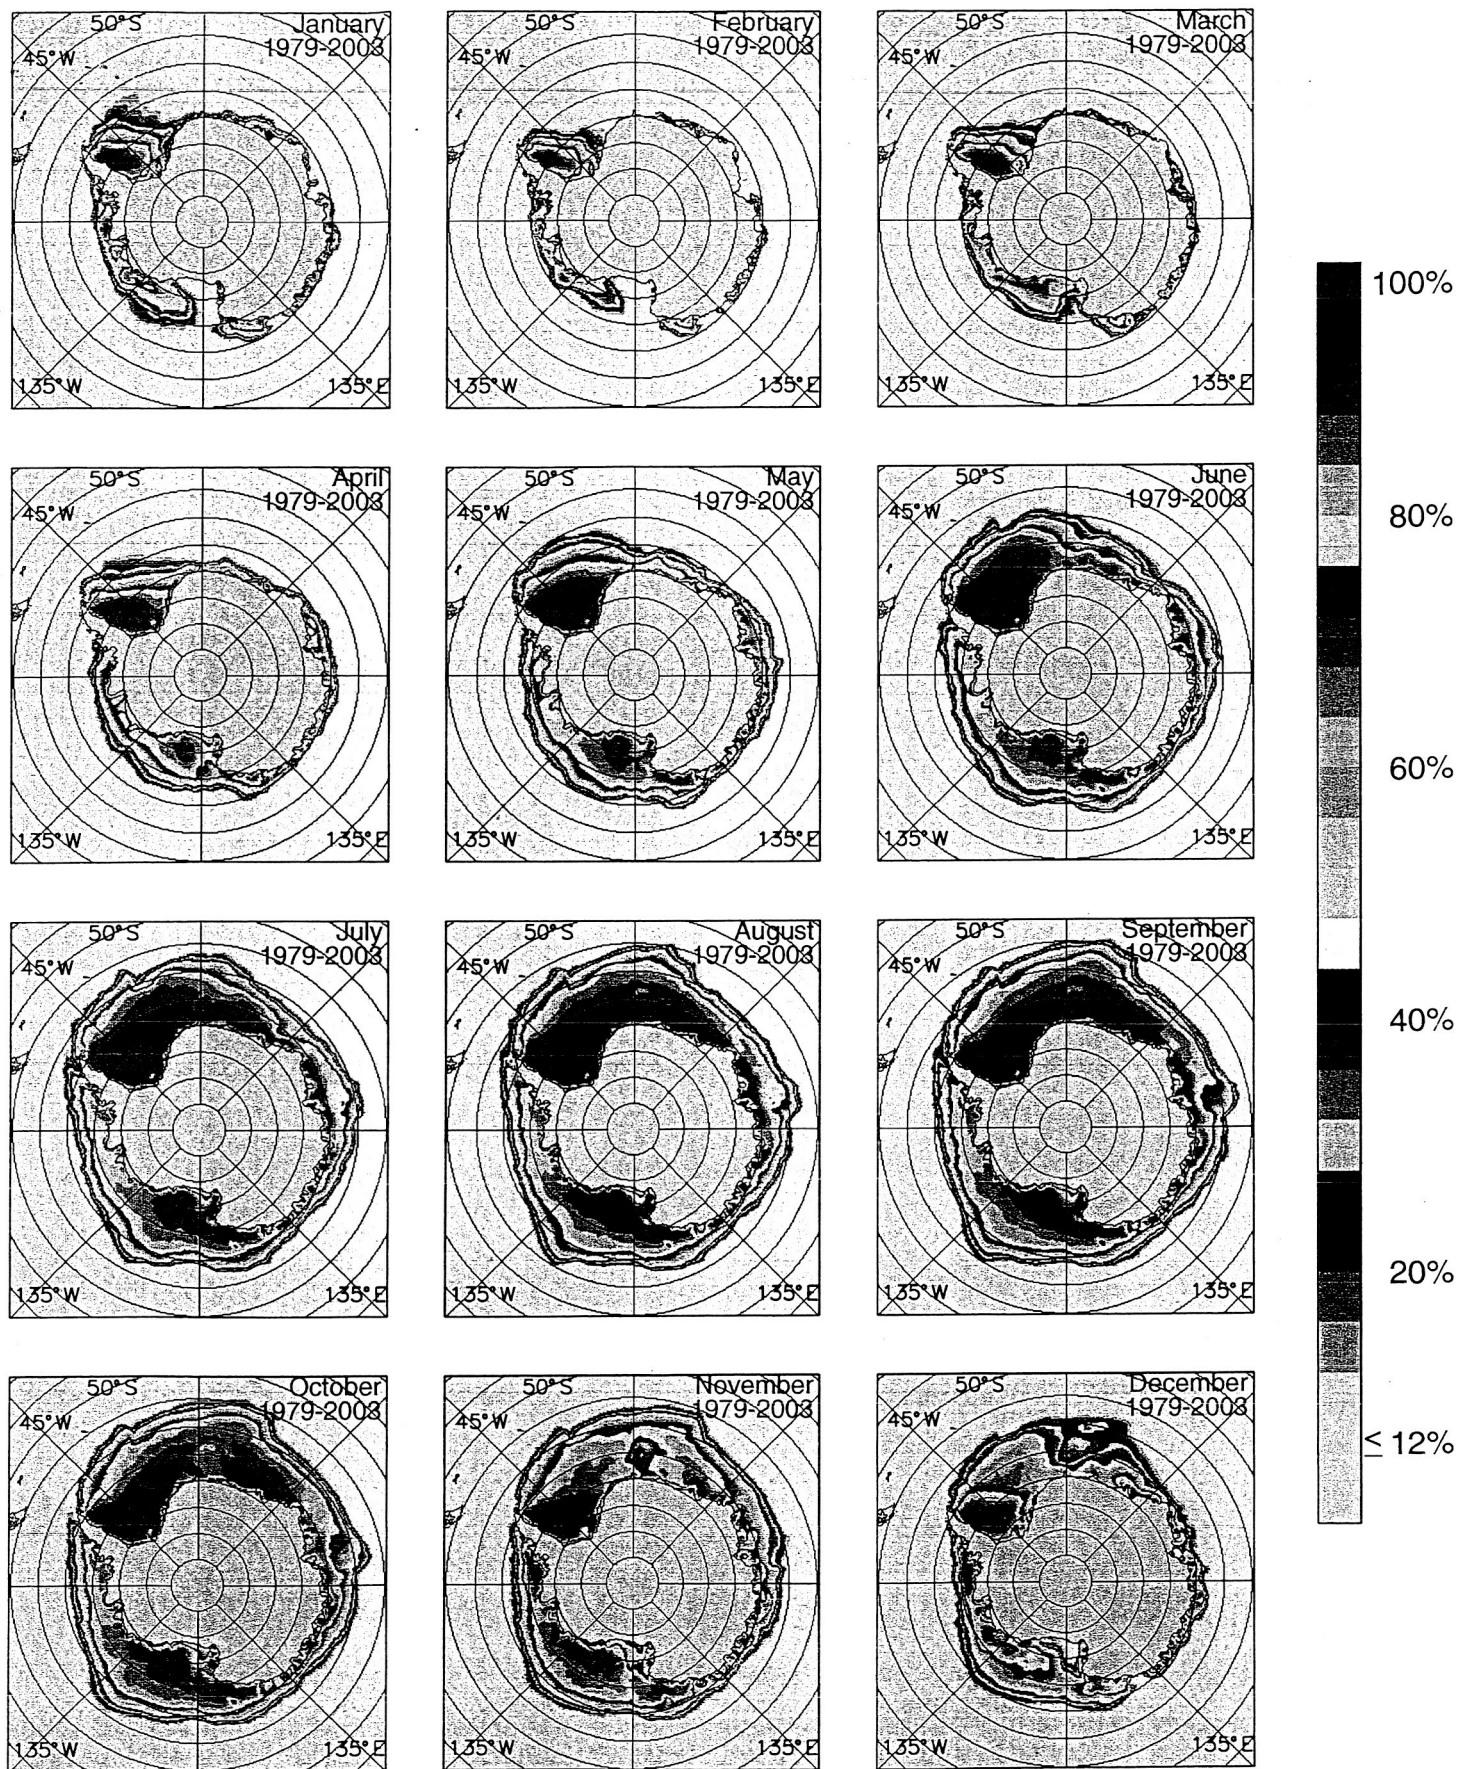 50°S January
1979-2003
45°W
135°W 135°E
50°S February
1979-2003
45°W
135°W 135°E
50°S March
1979-2003
45°W
135°W 135°E
50°S April
1979-2003
45°W
135°W 135°E
50°S May
1979-2003
45°W
135°W 135°E
50°S June
1979-2003
45°W
135°W 135°E
50°S July
1979-2003
45°W
135°W 135°E
50°S August
1979-2003
45°W
135°W 135°E
50°S September
1979-2003
45°W
135°W 135°E
50°S October
1979-2003
45°W
135°W 135°E
50°S November
1979-2003
45°W
135°W 135°E
50°S December
1979-2003
45°W
135°W 135°E
100%
80%
60%
40%
20%
≤ 12%